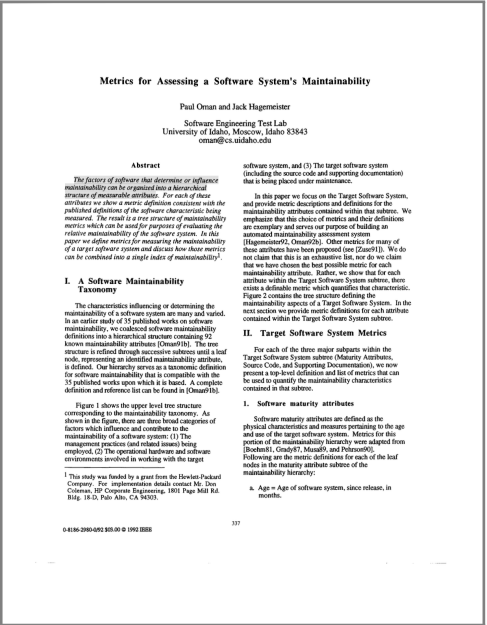 Metrics for Assessing a Software System's Maintainability
Paul Oman and Jack Hagemeister
Software Engineering Test Lab
University of Idaho, Moscow, Idaho 83843
oman@cs.uidaho.edu
Abstract
The factors of software that determine or influence
maintainability can be organized into a hierarchical
structure of measurable attributes. For each of these
attributes we show a metric definition consistent with the
published definitions of the software characteristic being
measured. The result is a tree structure of maintainability
metrics which can be used for purposes of evaluating the
relative maintainability of the software system. In this
paper we define metrics for measuring the maintainability
of a target software system and discuss how those metrics
can be combined into a single index of maintainability1.
I. A Software Maintainability
Taxonomy
The characteristics influencing or determining the
maintainability of a software system are many and varied.
In an earlier study of 35 published works on software
maintainability, we coalesced software maintainability
definitions into a hierarchical structure containing 92
known maintainability attributes [Oman91b]. The tree
structure is refined through successive subtrees until a leaf
node, representing an identified maintainability attribute,
is defined. Our hierarchy serves as a taxonomic definition
for software maintainability that is compatible with the
35 published works upon which it is based. A complete
definition and reference list can be found in [Oman91b].
Figure 1 shows the upper level tree structure
corresponding to the maintainability taxonomy. As
shown in the figure, there are three broad categories of
factors which influence and contribute to the
maintainability of a software system: (1) The
management practices (and related issues) being
employed, (2) The operational hardware and software
environments involved in working with the target
1 This study was funded by a grant from the Hewlett-Packard
Company. For implementation details contact Mr. Don
Coleman, HP Corporate Engineering, 1801 Page Mill Rd.
Bldg. 18-D, Palo Alto, CA 94303.
software system, and (3) The target software system
(including the source code and supporting documentation)
that is being placed under maintenance.
In this paper we focus on the Target Software System,
and provide metric descriptions and definitions for the
maintainability attributes contained within that subtree. We
emphasize that this choice of metrics and their definitions
are exemplary and serves our purpose of building an
automated maintainability assessment system
[Hagemeister92, Oman92b]. Other metrics for many of
these attributes have been proposed (see [Zuse91]). We do
not claim that this is an exhaustive list, nor do we claim
that we have chosen the best possible metric for each
maintainability attribute. Rather, we show that for each
attribute within the Target Software System subtree, there
exists a definable metric which quantifies that characteristic.
Figure 2 contains the tree structure defining the
maintainability aspects of a Target Software System. In the
next section we provide metric definitions for each attribute
contained within the Target Software System subtree.
II. Target Software System Metrics
For each of the three major subparts within the
Target Software System subtree (Maturity Attributes,
Source Code, and Supporting Documentation), we now
present a top-level definition and list of metrics that can
be used to quantify the maintainability characteristics
contained in that subtree.
1. Software maturity attributes
Software maturity attributes are defined as the
physical characteristics and measures pertaining to the age
and use of the target software system. Metrics for this
portion of the maintainability hierarchy were adapted from
[Boehm81, Grady87, Musa89, and Pehrson90].
Following are the metric definitions for each of the leaf
nodes in the maturity attribute subtree of the
maintainability hierarchy:
a. Age = Age of software system, since release, in
months.
337
0-8186-2980-0/92 $03.00 © 1992 IEEE